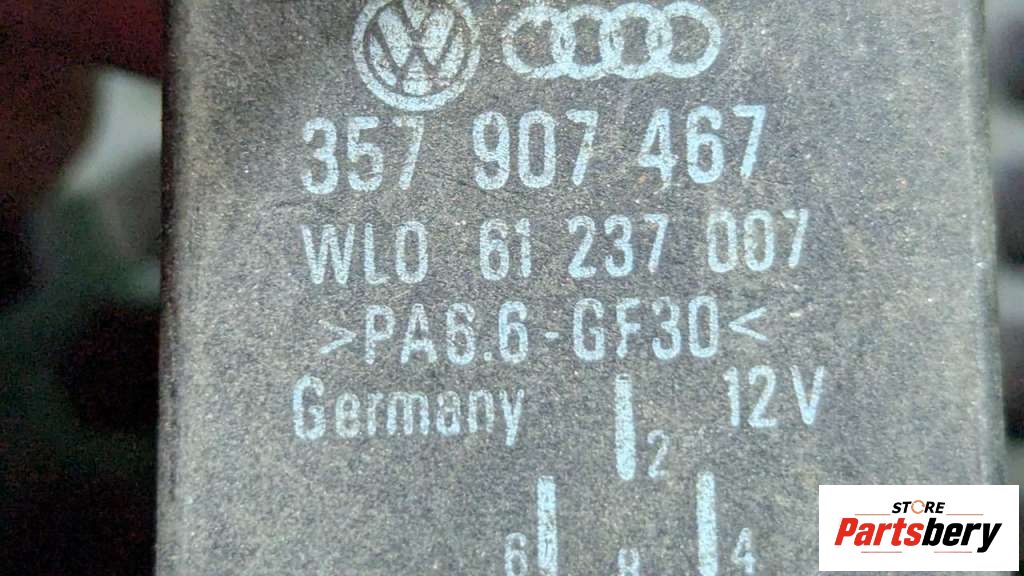 357 907 467
WLO 61 237 007
>PA6.6-GF30<
Germany 12V
2
6 8 4
STORE
Partsbery